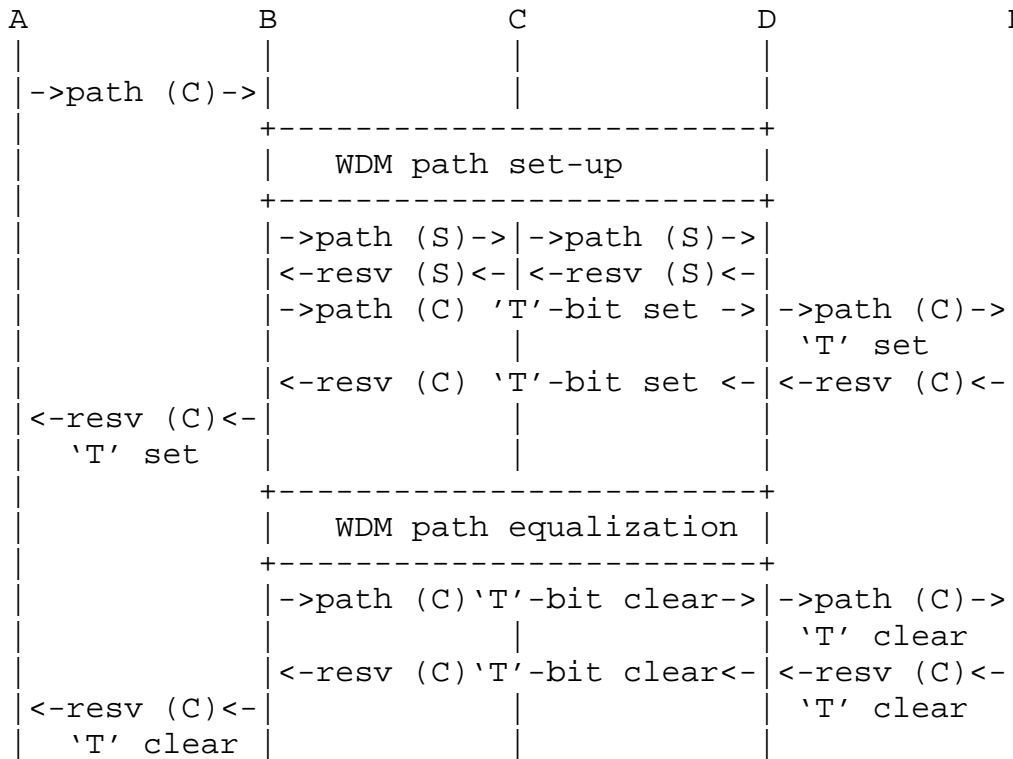 A            B            C            D
|            |            |            |
|->path (C)->|            |            |
|            +-------------------------+
|            |   WDM path set-up       |
|            +-------------------------+
|            |->path (S)->|->path (S)->|
|            |<-resv (S)<-|<-resv (S)<-|
|            |->path (C) ’T’-bit set ->|->path (C)->
|            |            |            | ‘T’ set
|            |<-resv (C) ‘T’-bit set <-|<-resv (C)<-
|<-resv (C)<-|            |            |
|  ‘T’ set   |            |            |
|            +-------------------------+
|            |   WDM path equalization |
|            +-------------------------+
|            |->path (C)‘T’-bit clear->|->path (C)->
|            |            |            | ‘T’ clear
|            |<-resv (C)‘T’-bit clear<-|<-resv (C)<-
|<-resv (C)<-|            |            | ‘T’ clear
|  ‘T’ clear |            |            |